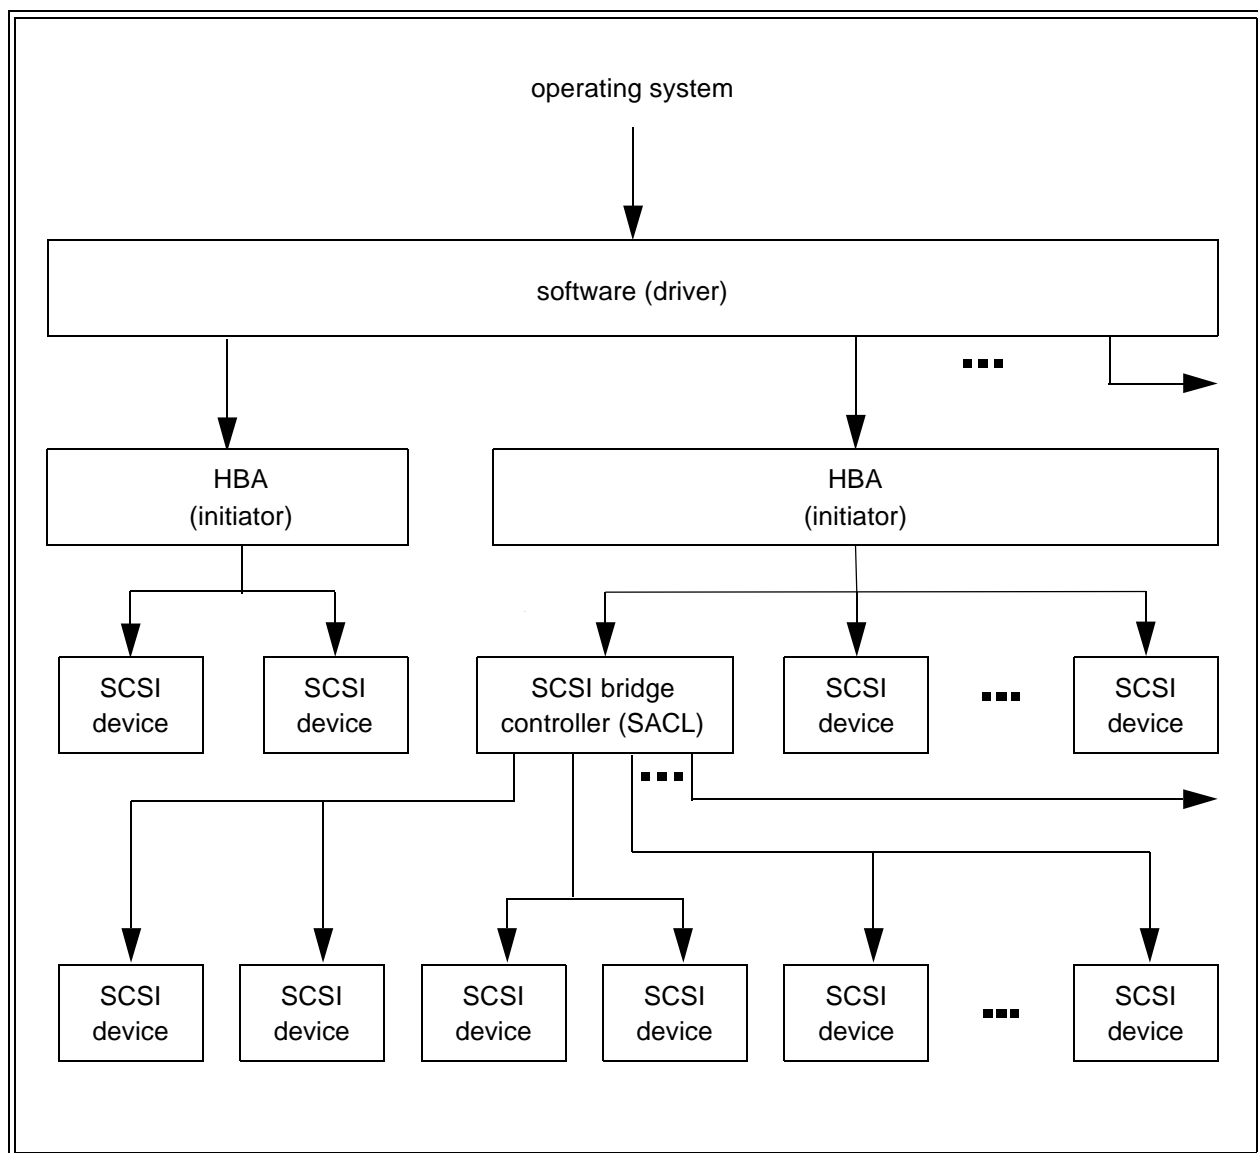 operating system
software (driver)
HBA
(initiator)
HBA
(initiator)
SCSI
device
SCSI
device
SCSI bridge
controller (SACL)
SCSI
device
SCSI
device
SCSI
device
SCSI
device
SCSI
device
SCSI
device
SCSI
device
SCSI
device